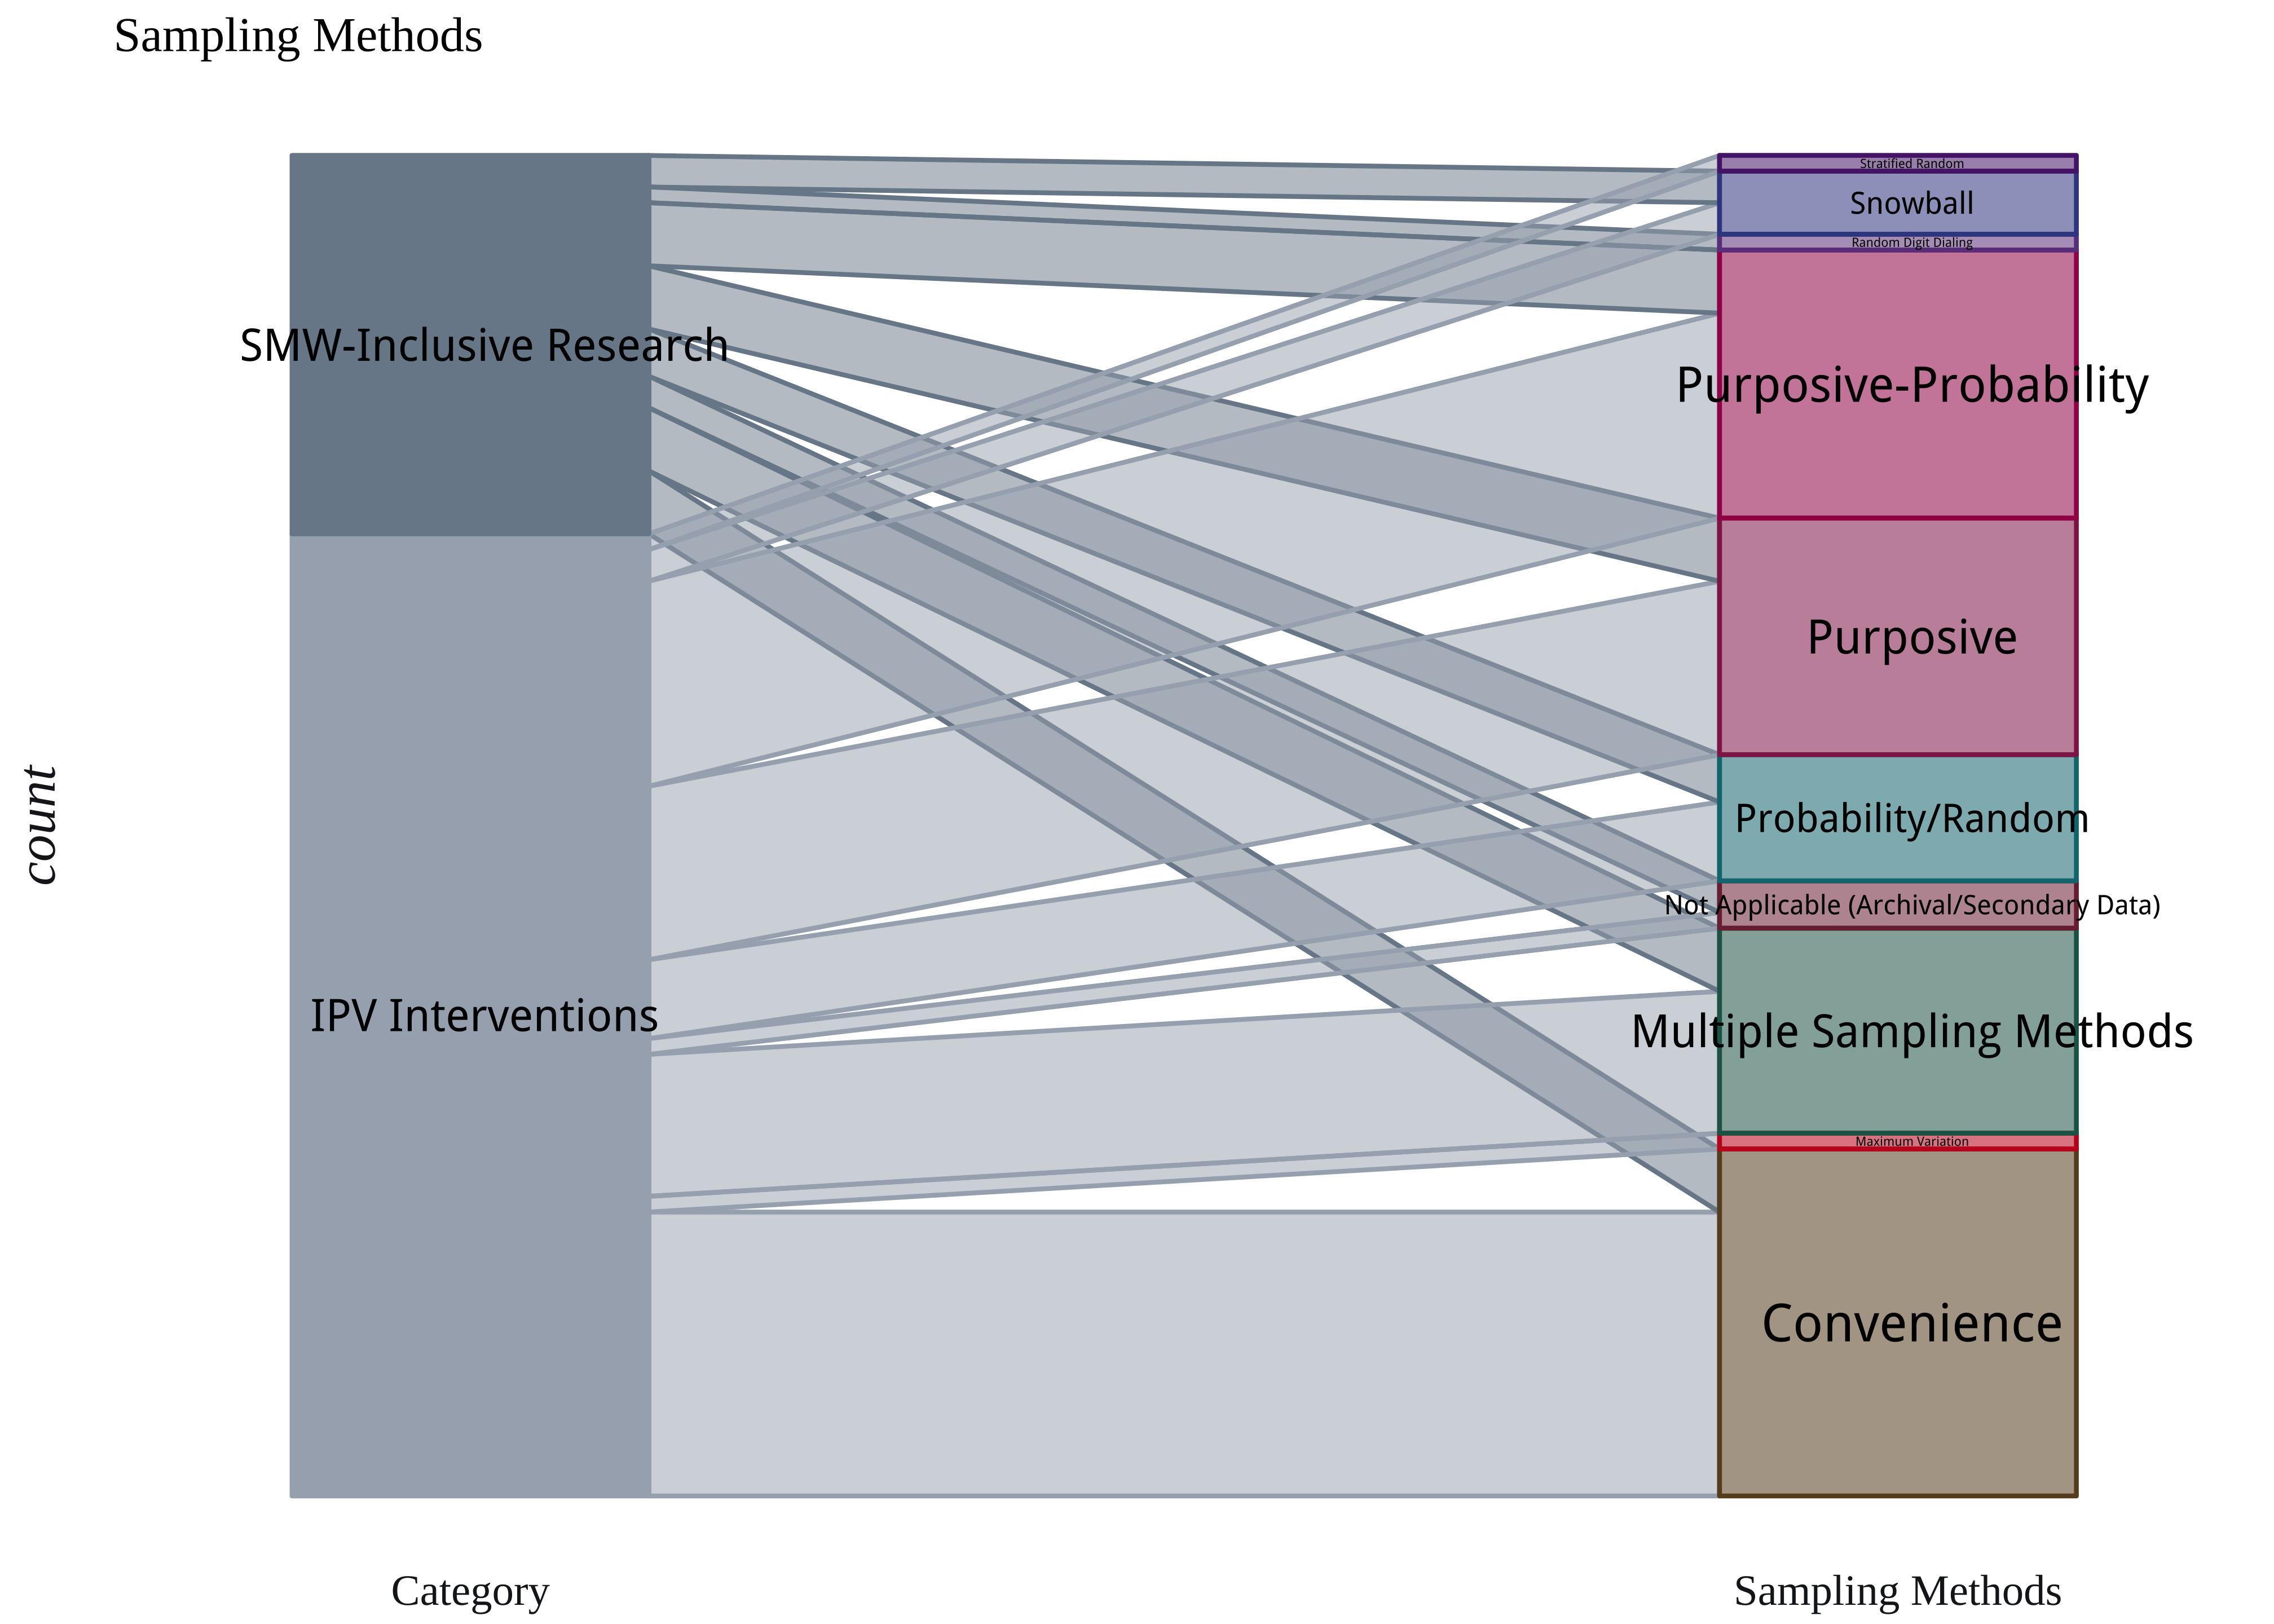 Sampling Methods
Stratified Random
Snowball
Random Digit Dialing
SMW-Inclusive Research
Purposive-Probability
Purposive
Probability/Random
count
Not Applicable (Archival/Secondary Data)
IPV Interventions
Multiple Sampling Methods
Maximum Variation
Convenience
Category
Sampling Methods